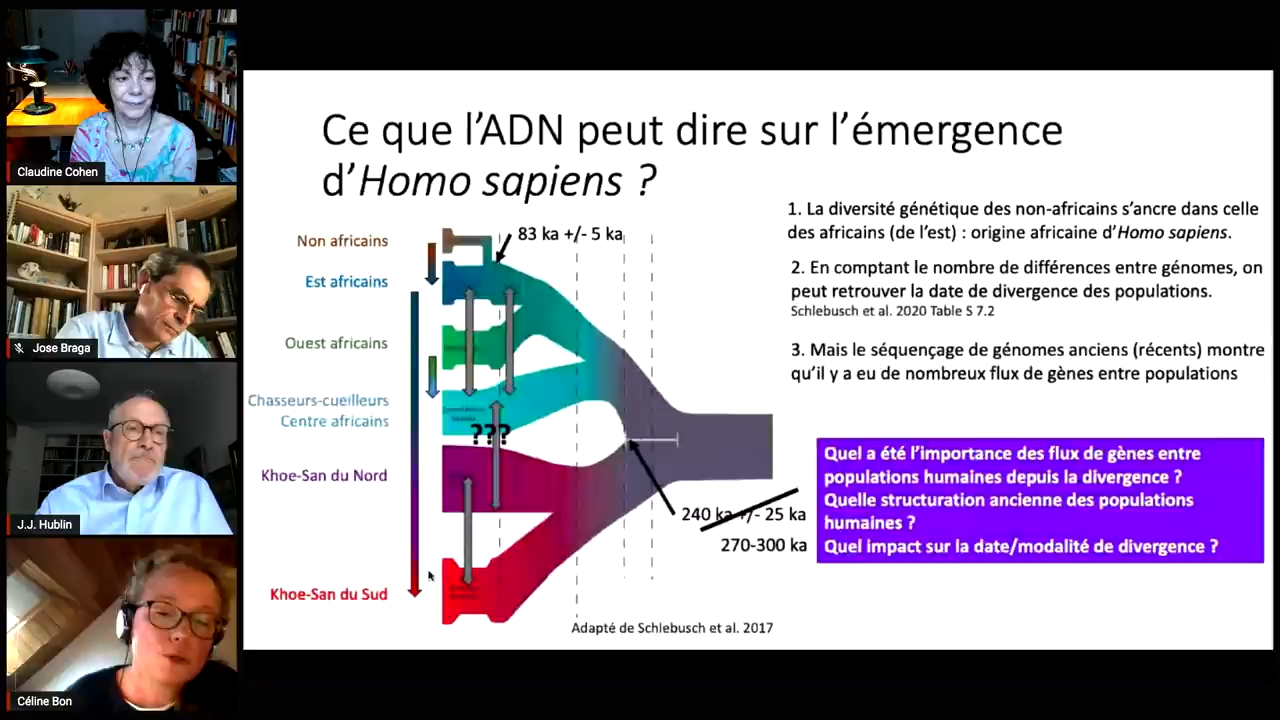 Claudine Cohen
Jose Braga
J.J. Hublin
Céline Bon
Ce que l'ADN peut dire sur l'émergence
d'Homo sapiens ?
Non africains
Est africains
Ouest africains
Chasseurs-cueilleurs
Centre africains
Khoe-San du Nord
Khoe-San du Sud
83 ka +/- 5 ka
???
240 ka +/- 25 ka
270-300 ka
Adapté de Schlebusch et al. 2017
1. La diversité génétique des non-africains s'ancre dans celle
des africains (de l'est) : origine africaine d'Homo sapiens.
2. En comptant le nombre de différences entre génomes, on
peut retrouver la date de divergence des populations.
Schlebusch et al. 2020 Table S 7.2
3. Mais le séquençage de génomes anciens (récents) montre
qu'il y a eu de nombreux flux de gènes entre populations
Quel a été l'importance des flux de gènes entre
populations humaines depuis la divergence ?
Quelle structuration ancienne des populations
humaines ?
Quel impact sur la date/modalité de divergence ?